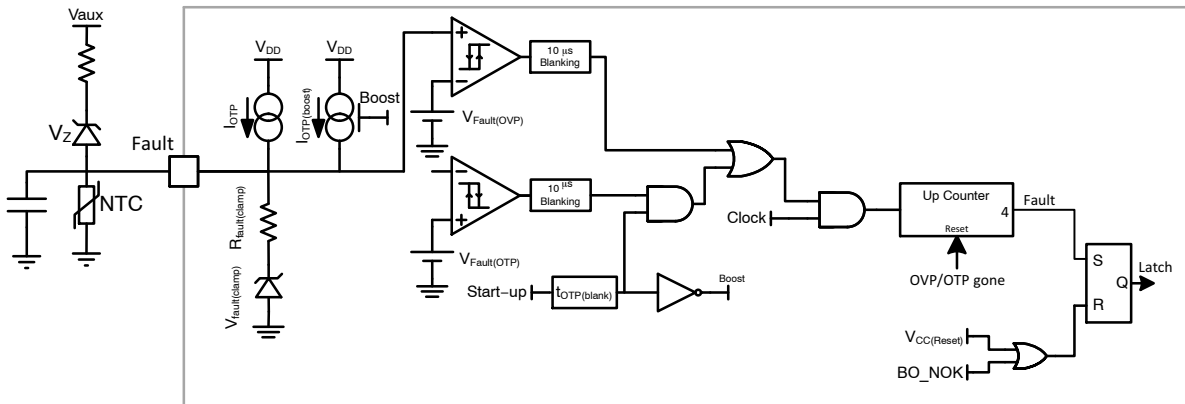 Vaux
VZ
Fault
NTC
VDD
VDD
IOTP
IOTP(boost)
Boost
Rfault(clamp)
Vfault(clamp)
+
−
10 µs
Blanking
VFault(OVP)
−
+
10 µs
Blanking
VFault(OTP)
Start−up
tOTP(blank)
Boost
Clock
Up Counter
4
Reset
OVP/OTP gone
Fault
S
Q
R
Latch
VCC(Reset)
BO_NOK